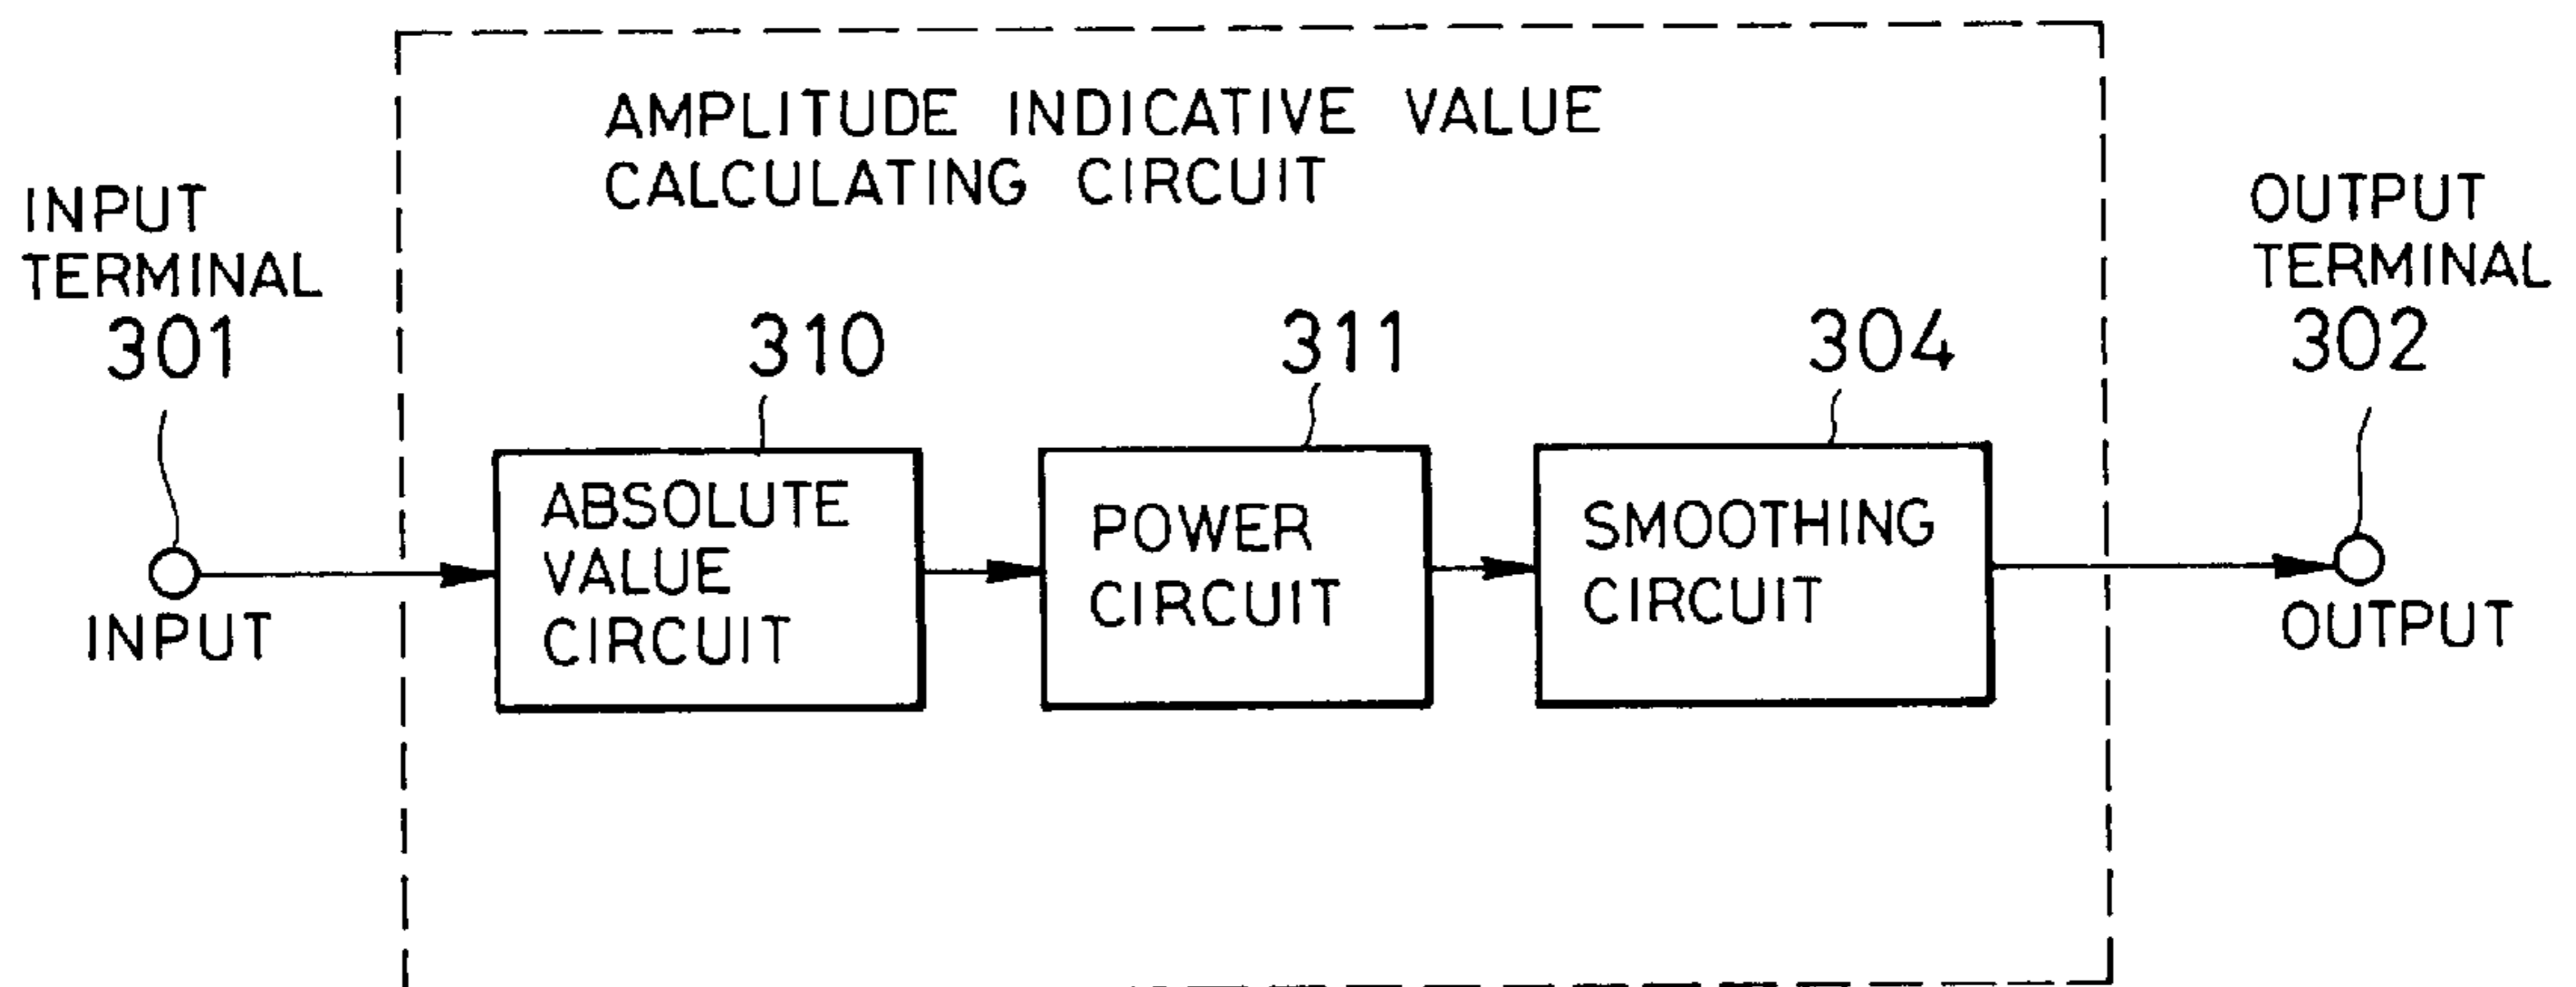 AMPLITUDE INDICATIVE VALUE
CALCULATING CIRCUIT
INPUT
TERMINAL
301
310
311
304
OUTPUT
TERMINAL
302
ABSOLUTE
VALUE
CIRCUIT
POWER
CIRCUIT
SMOOTHING
CIRCUIT
INPUT
OUTPUT